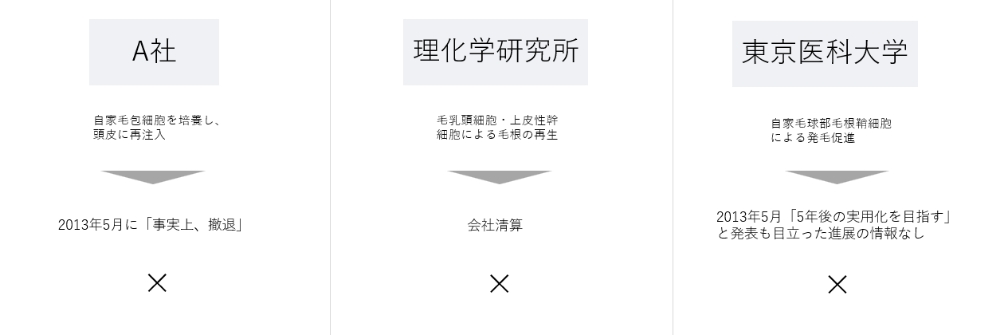 A社
自家毛包細胞を培養し、
頭皮に再注入
2013年5月に「事実上、撤退」
×
理化学研究所
毛乳頭細胞・上皮性幹
細胞による毛根の再生
会社清算
×
東京医科大学
自家毛球部毛根鞘細胞
による発毛促進
2013年5月「5年後の実用化を目指す」
と発表も目立った進展の情報なし
×